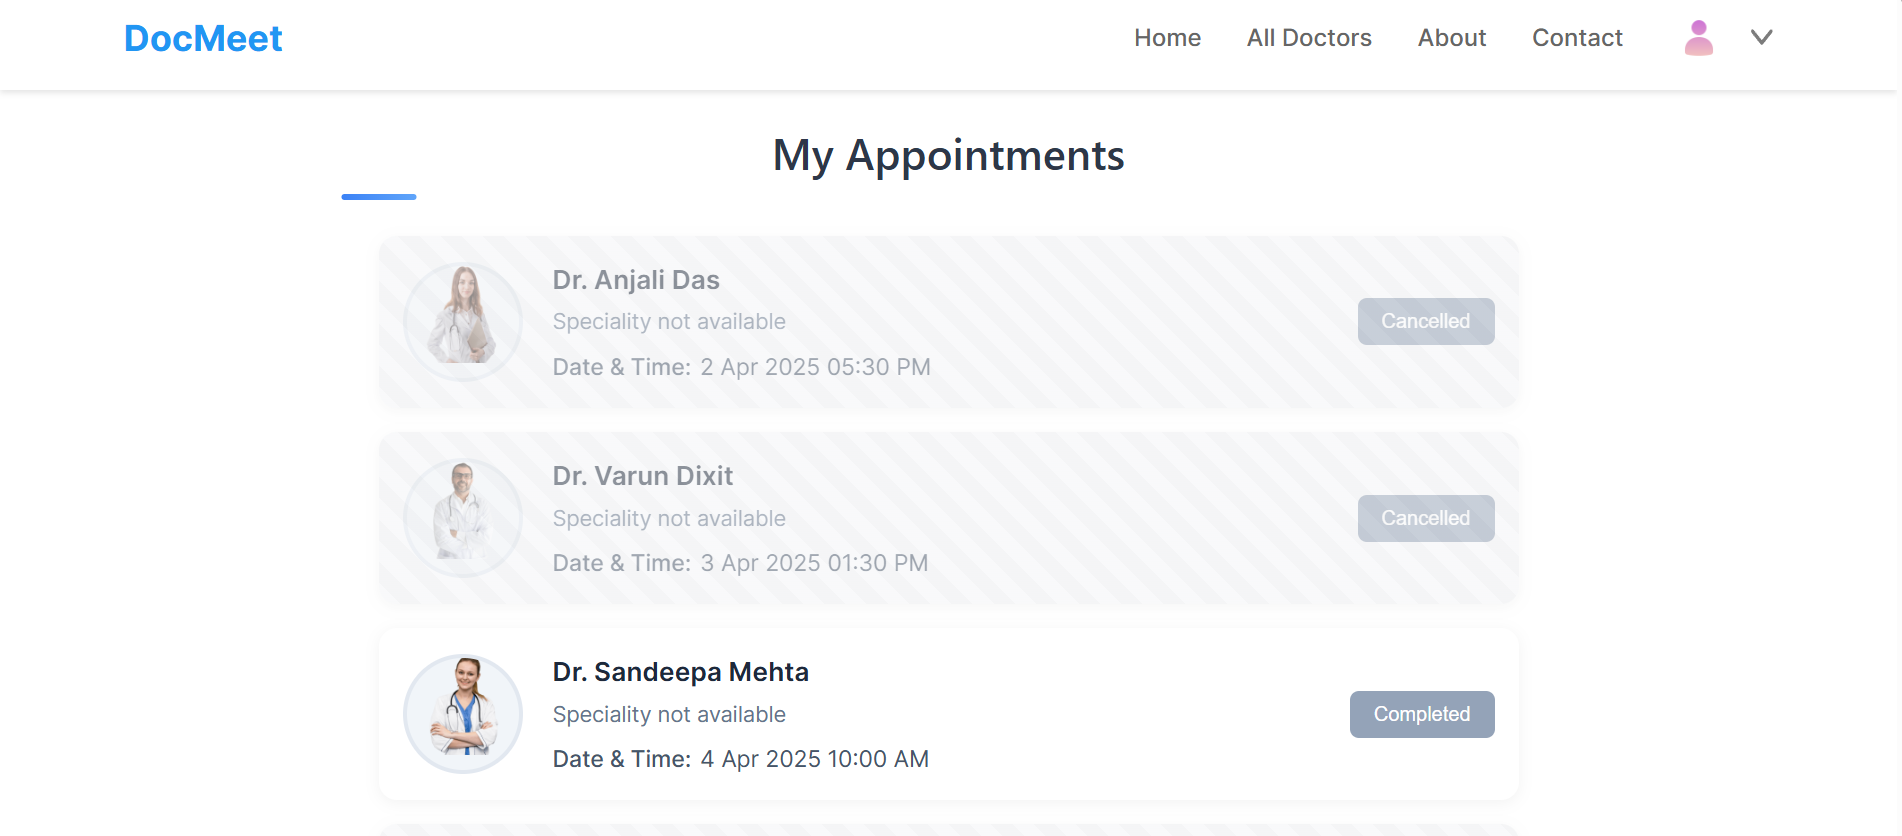 DocMeet
Home All Doctors About Contact
My Appointments
Dr. Anjali Das
Speciality not available
Date & Time: 2 Apr 2025 05:30 PM
Cancelled
Dr. Varun Dixit
Speciality not available
Date & Time: 3 Apr 2025 01:30 PM
Cancelled
Dr. Sandeepa Mehta
Speciality not available
Date & Time: 4 Apr 2025 10:00 AM
Completed